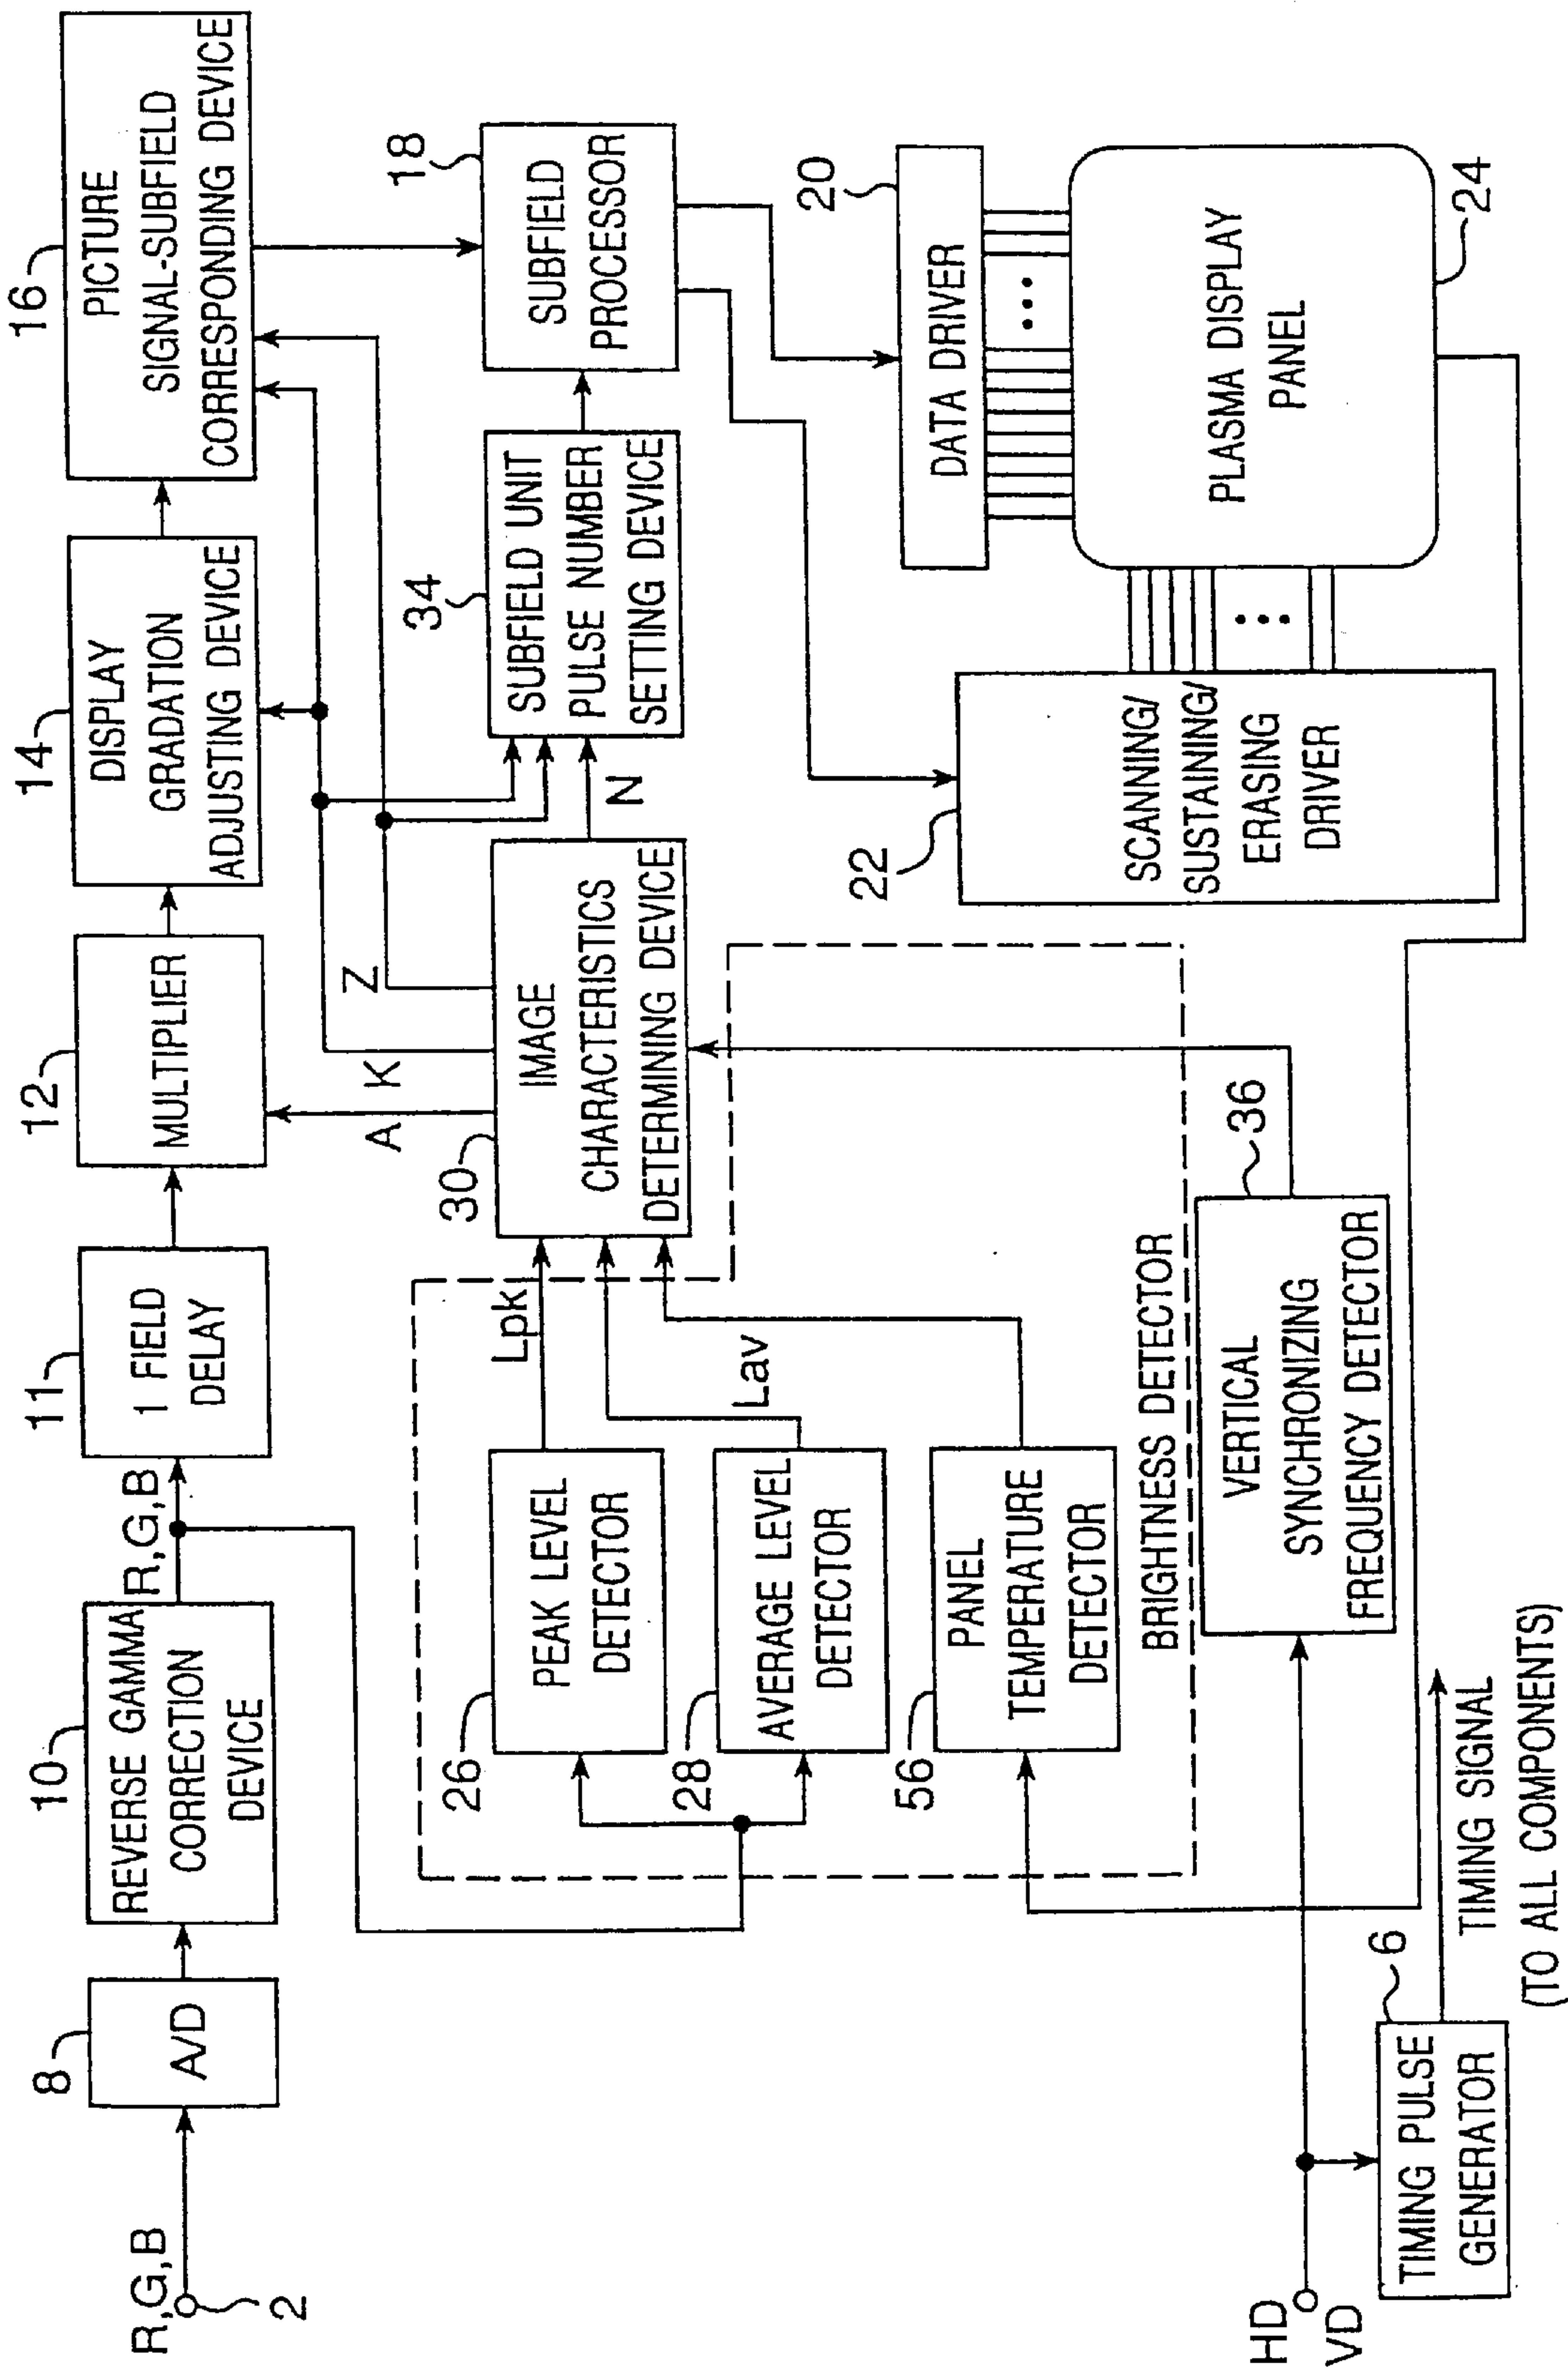 R,G,B
2
8
A/D
10
REVERSE GAMMA
CORRECTION
DEVICE
R,G,B
11
1 FIELD
DELAY
12
MULTIPLIER
14
DISPLAY
GRADATION
ADJUSTING DEVICE
16
PICTURE
SIGNAL-SUBFIELD
CORRESPONDING DEVICE
A
K
Z
26
PEAK LEVEL
DETECTOR
Lpk
28
AVERAGE LEVEL
DETECTOR
Lav
56
PANEL
TEMPERATURE
DETECTOR
BRIGHTNESS DETECTOR
30
IMAGE
CHARACTERISTICS
DETERMINING DEVICE
N
34
SUBFIELD UNIT
PULSE NUMBER
SETTING DEVICE
18
SUBFIELD
PROCESSOR
20
DATA DRIVER
22
SCANNING/
SUSTAINING/
ERASING
DRIVER
PLASMA DISPLAY
PANEL
24
36
VERTICAL
SYNCHRONIZING
FREQUENCY DETECTOR
HD
VD
6
TIMING PULSE
GENERATOR
TIMING SIGNAL
(TO ALL COMPONENTS)